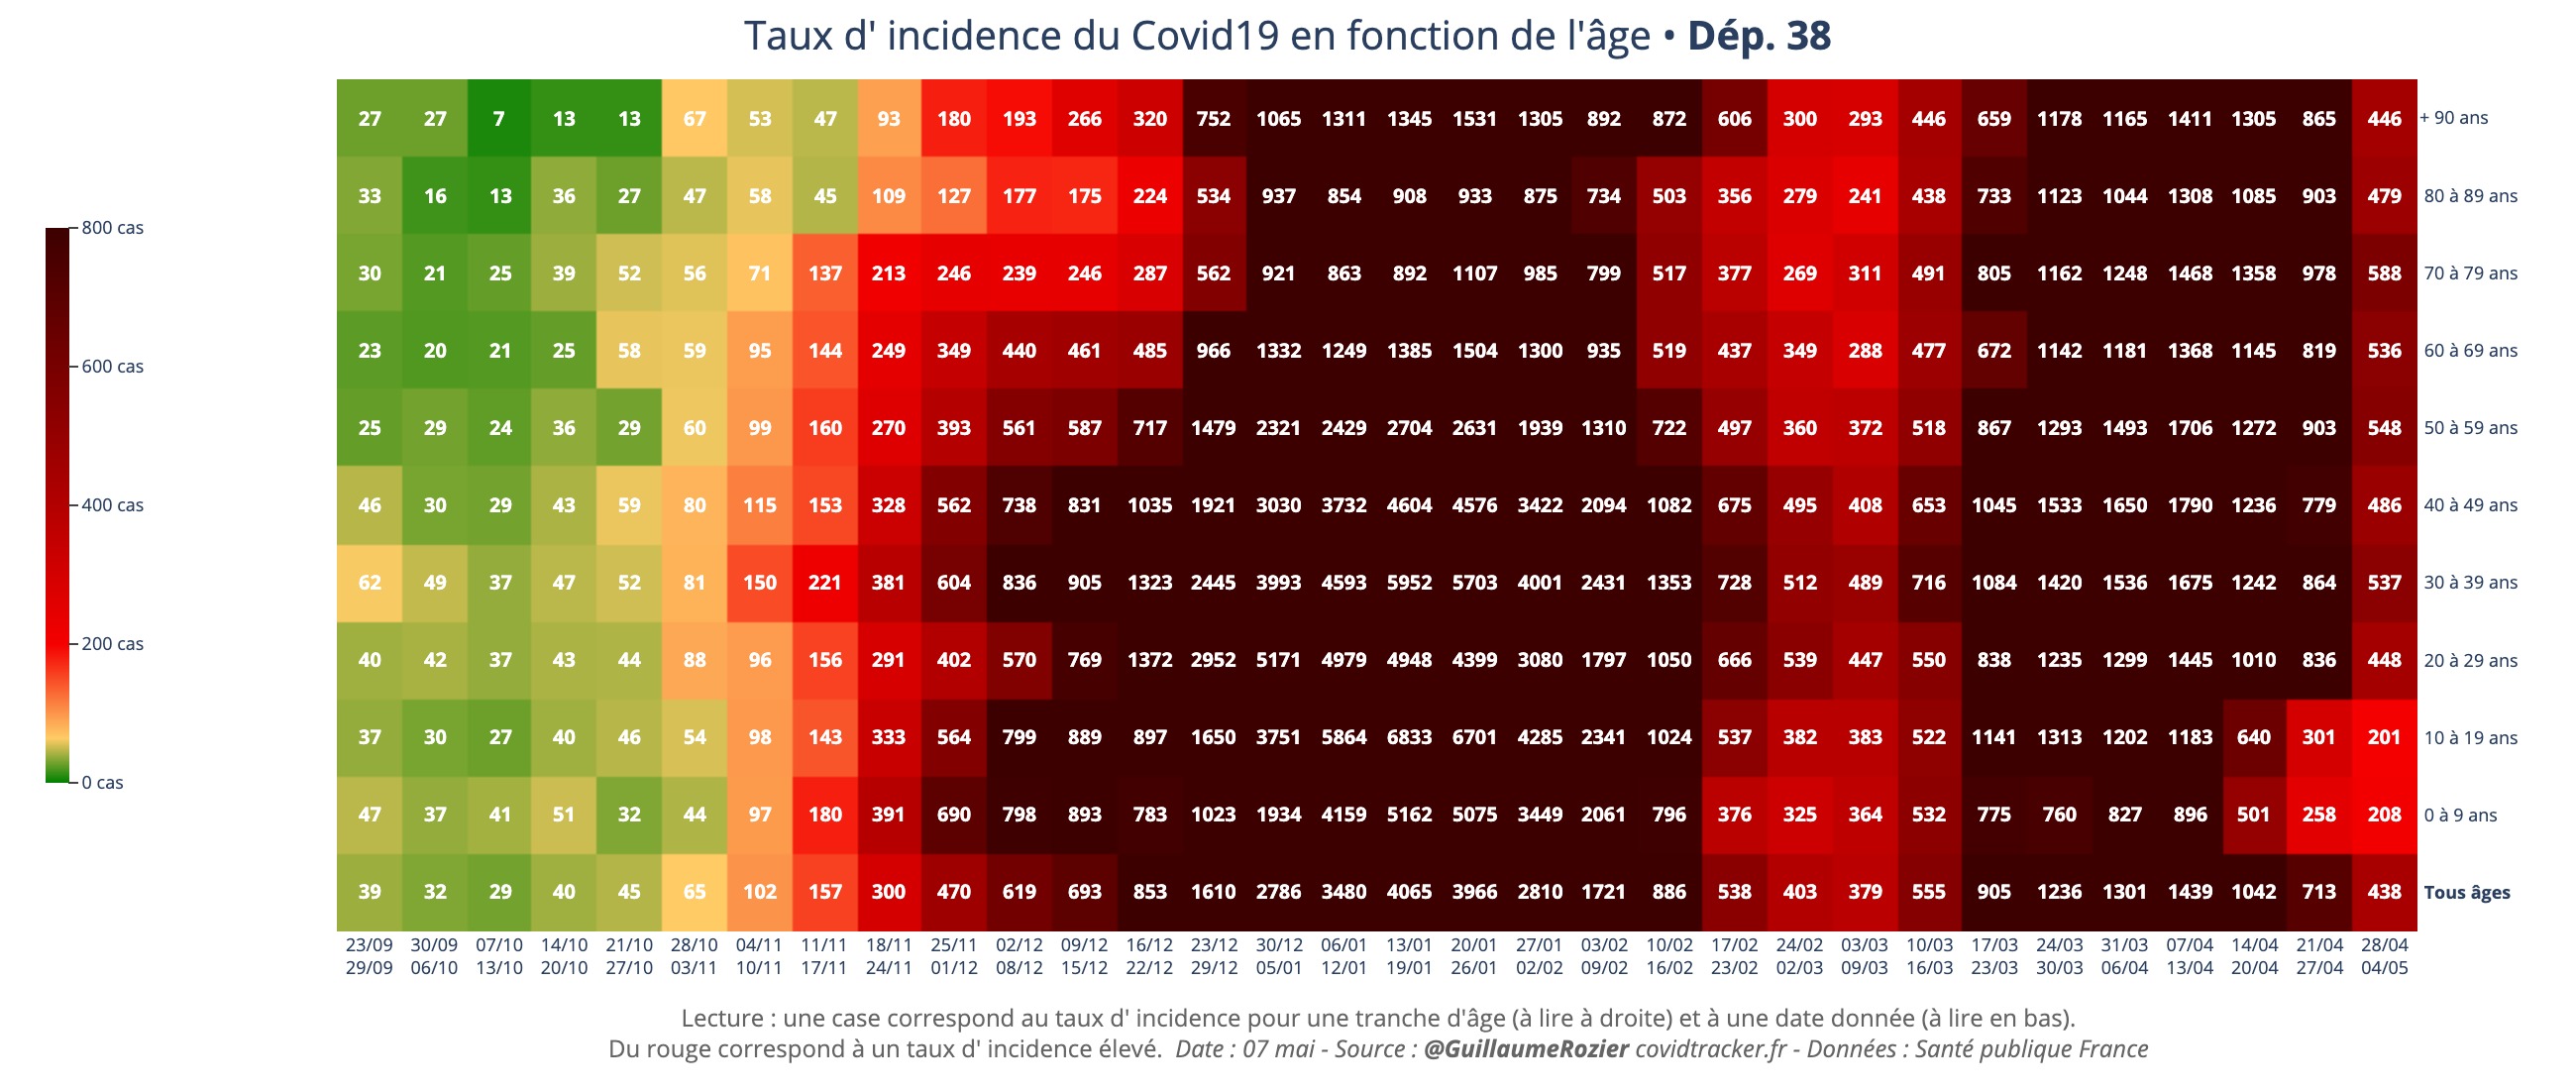 Taux d' incidence du Covid19 en fonction de l'âge • Dép. 38
800 cas
600 cas
400 cas
200 cas
0 cas
27 27 7 13 13 67 53 47 93 180 193 266 320 752 1065 1311 1345 1531 1305 892 872 606 300 293 446 659 1178 1165 1411 1305 865 446 + 90 ans
33 16 13 36 27 47 58 45 109 127 177 175 224 534 937 854 908 933 875 734 503 356 279 241 438 733 1123 1044 1308 1085 903 479 80 à 89 ans
30 21 25 39 52 56 71 137 213 246 239 246 287 562 921 863 892 1107 985 799 517 377 269 311 491 805 1162 1248 1468 1358 978 588 70 à 79 ans
23 20 21 25 58 59 95 144 249 349 440 461 485 966 1332 1249 1385 1504 1300 935 519 437 349 288 477 672 1142 1181 1368 1145 819 536 60 à 69 ans
25 29 24 36 29 60 99 160 270 393 561 587 717 1479 2321 2429 2704 2631 1939 1310 722 497 360 372 518 867 1293 1493 1706 1272 903 548 50 à 59 ans
46 30 29 43 59 80 115 153 328 562 738 831 1035 1921 3030 3732 4604 4576 3422 2094 1082 675 495 408 653 1045 1533 1650 1790 1236 779 486 40 à 49 ans
62 49 37 47 52 81 150 221 381 604 836 905 1323 2445 3993 4593 5952 5703 4001 2431 1353 728 512 489 716 1084 1420 1536 1675 1242 864 537 30 à 39 ans
40 42 37 43 44 88 96 156 291 402 570 769 1372 2952 5171 4979 4948 4399 3080 1797 1050 666 539 447 550 838 1235 1299 1445 1010 836 448 20 à 29 ans
37 30 27 40 46 54 98 143 333 564 799 889 897 1650 3751 5864 6833 6701 4285 2341 1024 537 382 383 522 1141 1313 1202 1183 640 301 201 10 à 19 ans
47 37 41 51 32 44 97 180 391 690 798 893 783 1023 1934 4159 5162 5075 3449 2061 796 376 325 364 532 775 760 827 896 501 258 208 0 à 9 ans
39 32 29 40 45 65 102 157 300 470 619 693 853 1610 2786 3480 4065 3966 2810 1721 886 538 403 379 555 905 1236 1301 1439 1042 713 438 Tous âges
23/09 30/09 07/10 14/10 21/10 28/10 04/11 11/11 18/11 25/11 02/12 09/12 16/12 23/12 30/12 06/01 13/01 20/01 27/01 03/02 10/02 17/02 24/02 03/03 10/03 17/03 24/03 31/03 07/04 14/04 21/04 28/04
29/09 06/10 13/10 20/10 27/10 03/11 10/11 17/11 24/11 01/12 08/12 15/12 22/12 29/12 05/01 12/01 19/01 26/01 02/02 09/02 16/02 23/02 02/03 09/03 16/03 23/03 30/03 06/04 13/04 20/04 27/04 04/05
Lecture : une case correspond au taux d' incidence pour une tranche d'âge (à lire à droite) et à une date donnée (à lire en bas).
Du rouge correspond à un taux d' incidence élevé. Date : 07 mai - Source : @GuillaumeRozier covidtracker.fr - Données : Santé publique France